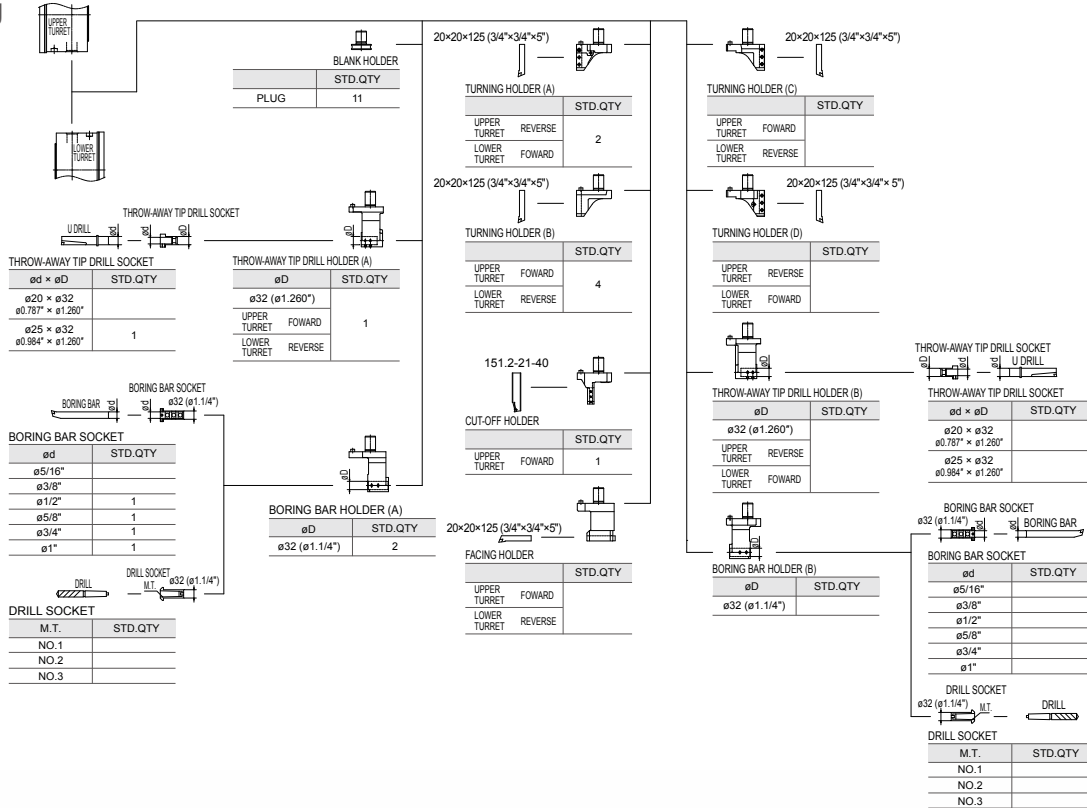 UPPER
TURRET
LOWER
TURRET
BLANK HOLDER
STD.QTY
PLUG 11
20×20×125 (3/4"×3/4"×5")
TURNING HOLDER (A)
STD.QTY
UPPER TURRET REVERSE
2
LOWER TURRET FOWARD
20×20×125 (3/4"×3/4"×5")
TURNING HOLDER (C)
STD.QTY
UPPER TURRET FOWARD
LOWER TURRET REVERSE
20×20×125 (3/4"×3/4"×5")
TURNING HOLDER (B)
STD.QTY
UPPER TURRET FOWARD
4
LOWER TURRET REVERSE
20×20×125 (3/4"×3/4"× 5")
TURNING HOLDER (D)
STD.QTY
UPPER TURRET REVERSE
LOWER TURRET FOWARD
THROW-AWAY TIP DRILL SOCKET
U DRILL ød ød øD
øD
THROW-AWAY TIP DRILL SOCKET
ød × øD STD.QTY
ø20 × ø32
ø0.787" × ø1.260"
ø25 × ø32
ø0.984" × ø1.260"
1
THROW-AWAY TIP DRILL HOLDER (A)
øD STD.QTY
ø32 (ø1.260")
UPPER TURRET FOWARD
1
LOWER TURRET REVERSE
BORING BAR SOCKET
BORING BAR ød ød ø32 (ø1.1/4")
BORING BAR SOCKET
ød STD.QTY
ø5/16"
ø3/8"
ø1/2" 1
ø5/8" 1
ø3/4" 1
ø1" 1
DRILL
DRILL SOCKET
M.T. ø32 (ø1.1/4")
DRILL SOCKET
M.T. STD.QTY
NO.1
NO.2
NO.3
øD
BORING BAR HOLDER (A)
øD STD.QTY
ø32 (ø1.1/4") 2
151.2-21-40
CUT-OFF HOLDER
STD.QTY
UPPER TURRET FOWARD 1
20×20×125 (3/4"×3/4"×5")
FACING HOLDER
STD.QTY
UPPER TURRET FOWARD
LOWER TURRET REVERSE
øD
THROW-AWAY TIP DRILL HOLDER (B)
øD STD.QTY
ø32 (ø1.260")
UPPER TURRET REVERSE
LOWER TURRET FOWARD
THROW-AWAY TIP DRILL SOCKET
øD ød ød U DRILL
THROW-AWAY TIP DRILL SOCKET
ød × øD STD.QTY
ø20 × ø32
ø0.787" × ø1.260"
ø25 × ø32
ø0.984" × ø1.260"
øD
BORING BAR HOLDER (B)
øD STD.QTY
ø32 (ø1.1/4")
BORING BAR SOCKET
ø32 (ø1.1/4") ød ød BORING BAR
BORING BAR SOCKET
ød STD.QTY
ø5/16"
ø3/8"
ø1/2"
ø5/8"
ø3/4"
ø1"
DRILL SOCKET
ø32 (ø1.1/4") M.T. DRILL
DRILL SOCKET
M.T. STD.QTY
NO.1
NO.2
NO.3